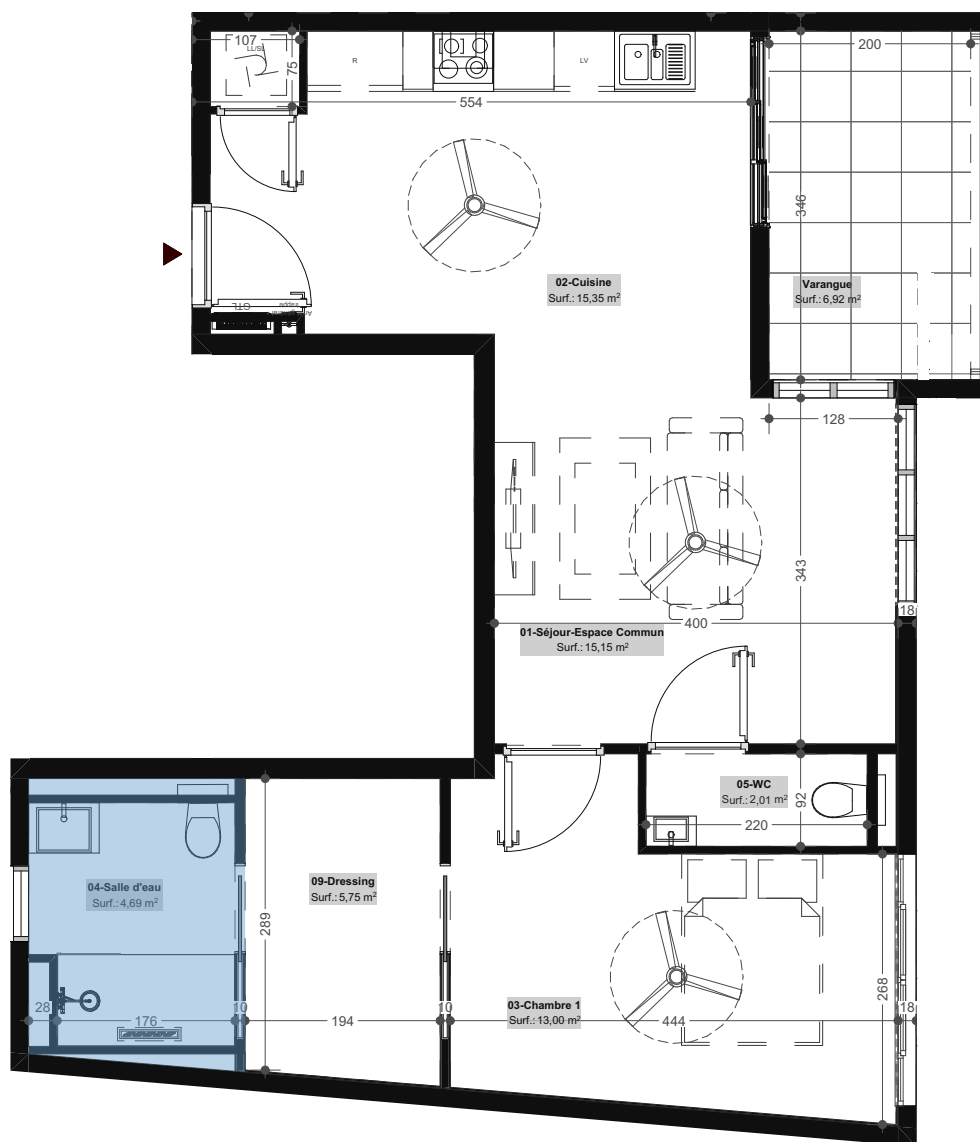 107
LL/SL
75
R
LV
200
554
346
02-Cuisine
Surf.: 15,35 m²
Varangue
Surf.: 6,92 m²
GTL
128
343
18
400
01-Séjour-Espace Commun
Surf.: 15,15 m²
05-WC
Surf.: 2,01 m²
92
220
04-Salle d'eau
Surf.: 4,69 m²
09-Dressing
Surf.: 5,75 m²
289
268
28
176
10
194
10
03-Chambre 1
Surf.: 13,00 m²
444
18